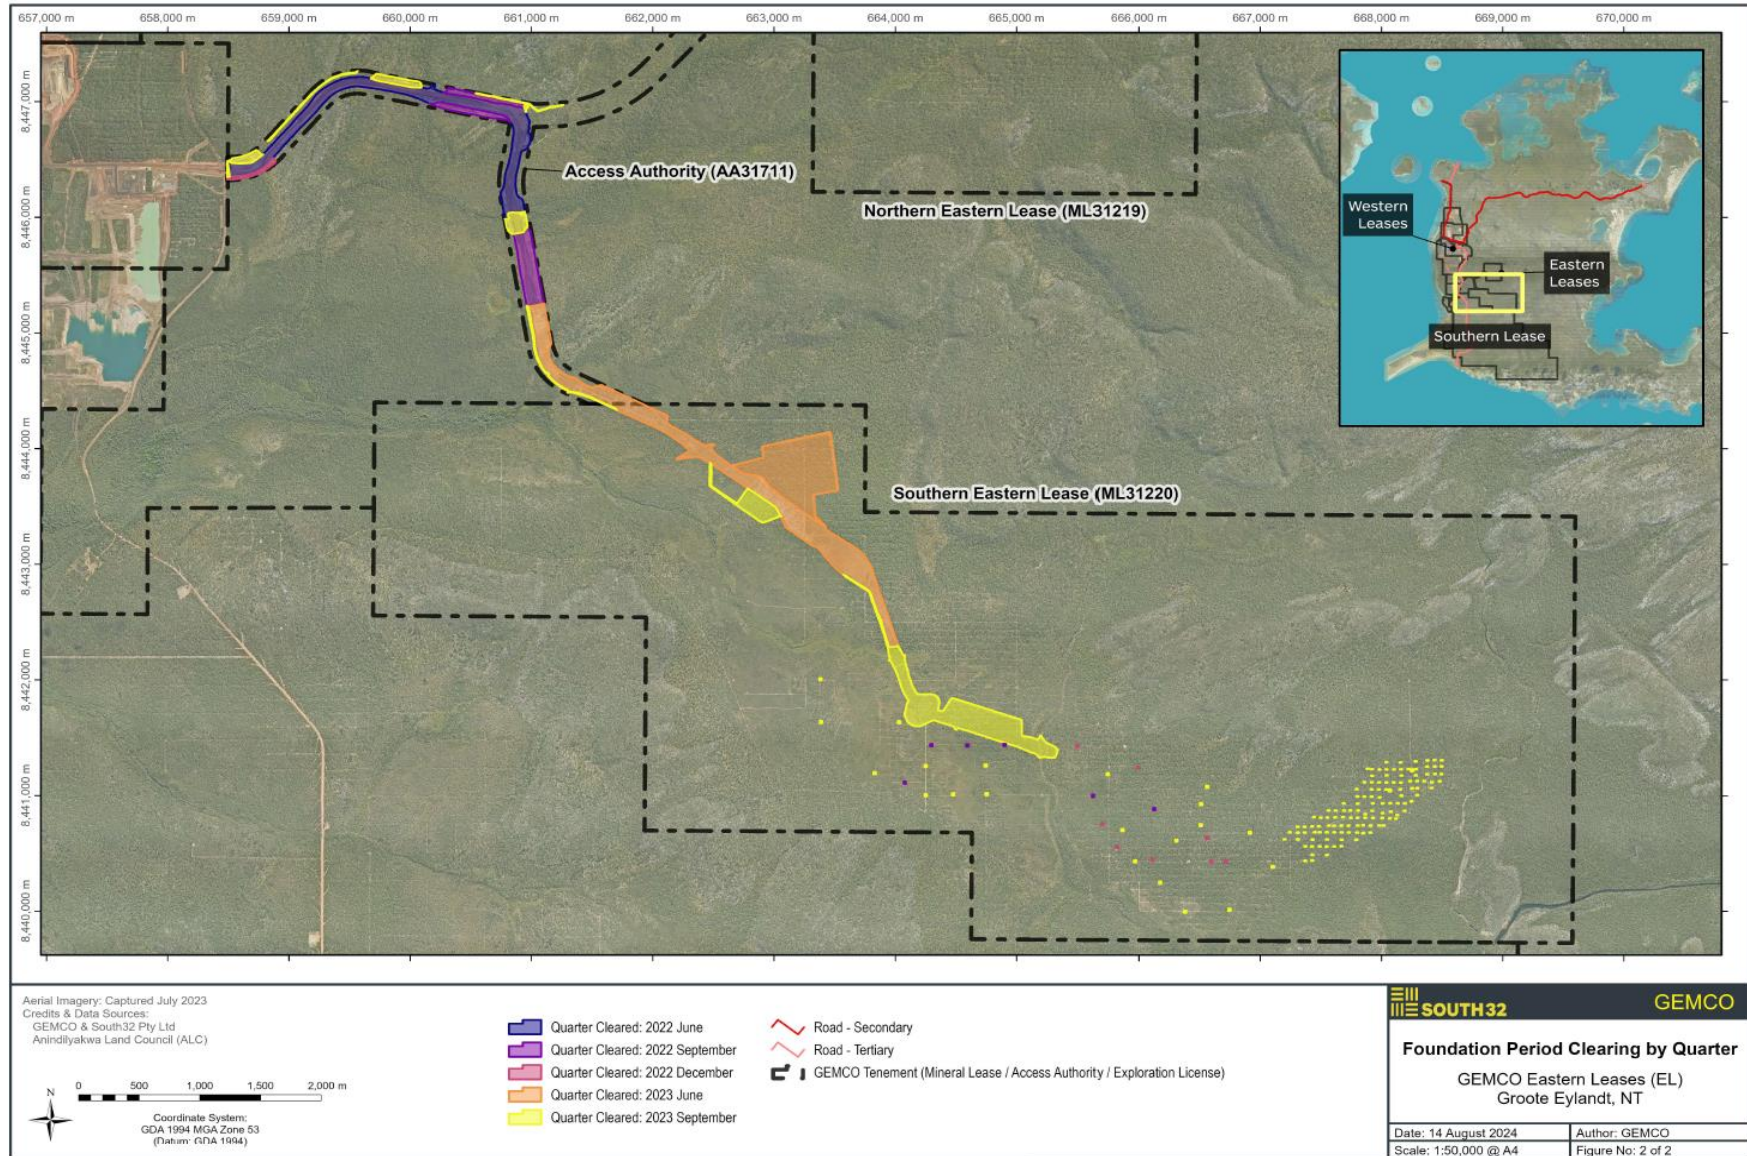 657,000 m
658,000 m
659,000 m
660,000 m
661,000 m
662,000 m
663,000 m
664,000 m
665,000 m
666,000 m
667,000 m
668,000 m
669,000 m
670,000 m
8,447,000 m
8,446,000 m
8,445,000 m
8,444,000 m
8,443,000 m
8,442,000 m
8,441,000 m
8,440,000 m
Access Authority (AA31711)
Northern Eastern Lease (ML31219)
Southern Eastern Lease (ML31220)
Western
Leases
Eastern
Leases
Southern Lease
Aerial Imagery: Captured July 2023
Credits & Data Sources:
GEMCO & South32 Pty Ltd
Anindilyakwa Land Council (ALC)
N
0 500 1,000 1,500 2,000 m
Coordinate System:
GDA 1994 MGA Zone 53
(Datum: GDA 1994)
Quarter Cleared: 2022 June
Quarter Cleared: 2022 September
Quarter Cleared: 2022 December
Quarter Cleared: 2023 June
Quarter Cleared: 2023 September
Road - Secondary
Road - Tertiary
GEMCO Tenement (Mineral Lease / Access Authority / Exploration License)
SOUTH32
GEMCO
Foundation Period Clearing by Quarter
GEMCO Eastern Leases (EL)
Groote Eylandt, NT
Date: 14 August 2024
Author: GEMCO
Scale: 1:50,000 @ A4
Figure No: 2 of 2